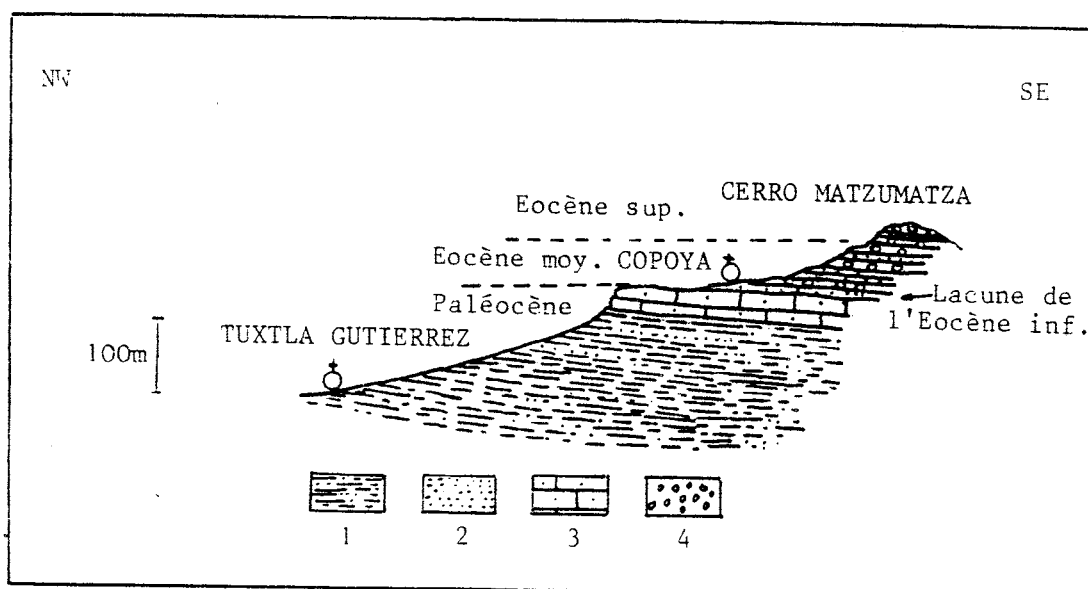 NW
SE
CERRO MATZUMATZA
Eocène sup.
Eocène moy. COPOYA
Paléocène
Lacune de
l'Eocène inf.
TUXTLA GUTIERREZ
100m
1 2 3 4